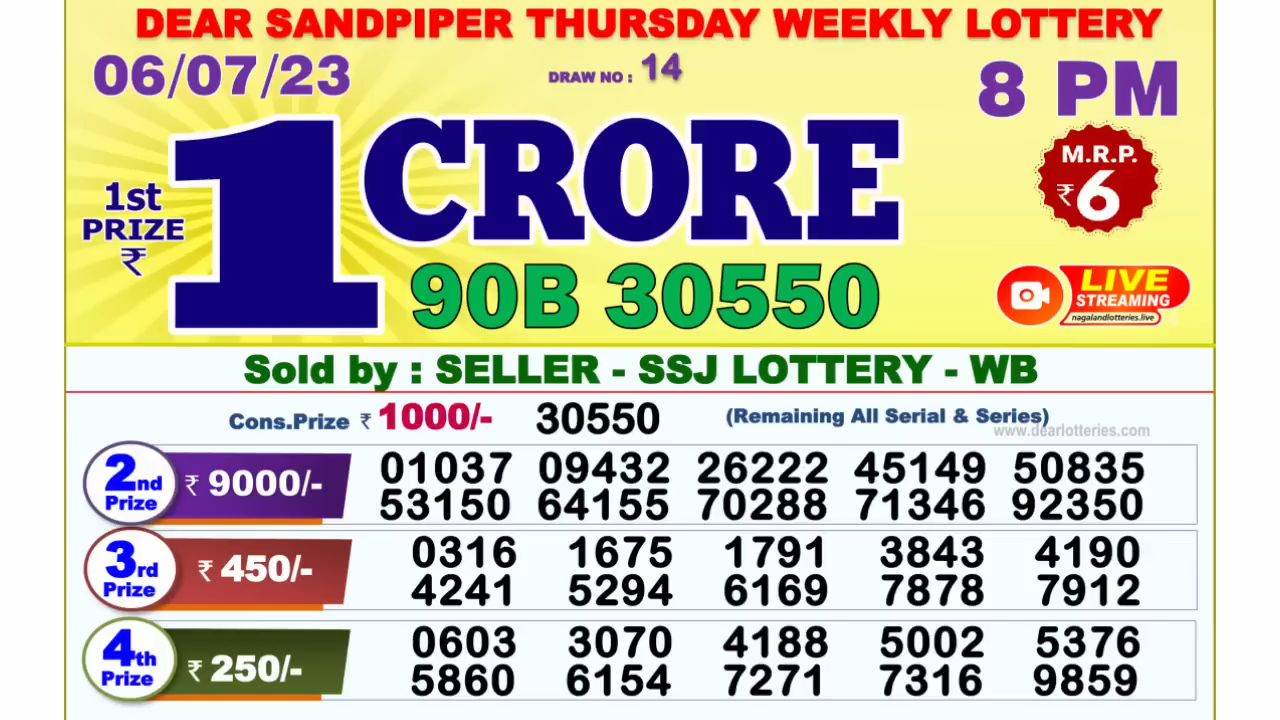 DEAR SANDPIPER THURSDAY WEEKLY LOTTERY
06/07/23 DRAW NO : 14 8 PM
1st PRIZE ₹ 1 CRORE
M.R.P. ₹ 6
90B 30550
LIVE STREAMING
nagalandlotteries.live
Sold by : SELLER - SSJ LOTTERY - WB
Cons.Prize ₹ 1000/- 30550 (Remaining All Serial & Series)
www.dearlotteries.com
2nd Prize ₹ 9000/-
01037 09432 26222 45149 50835
53150 64155 70288 71346 92350
3rd Prize ₹ 450/-
0316 1675 1791 3843 4190
4241 5294 6169 7878 7912
4th Prize ₹ 250/-
0603 3070 4188 5002 5376
5860 6154 7271 7316 9859